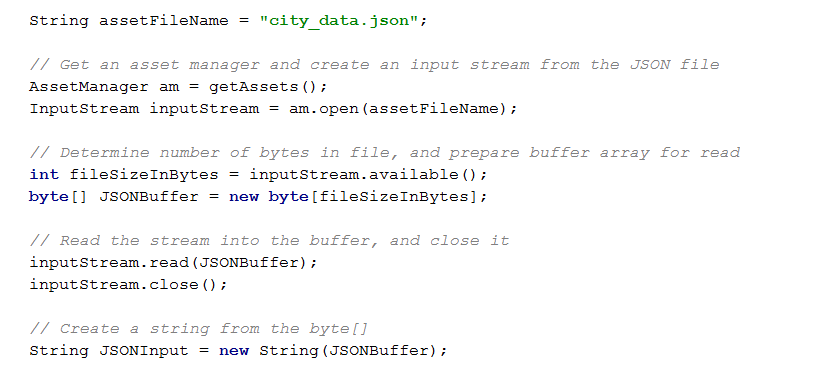 String assetFileName = "city_data.json";
// Get an asset manager and create an input stream from the JSON file
AssetManager am = getAssets();
InputStream inputStream = am.open(assetFileName);
// Determine number of bytes in file, and prepare buffer array for read
int fileSizeInBytes = inputStream.available();
byte[] JSONBuffer = new byte[fileSizeInBytes];
// Read the stream into the buffer, and close it
inputStream.read(JSONBuffer);
inputStream.close();
// Create a string from the byte[]
String JSONInput = new String(JSONBuffer);